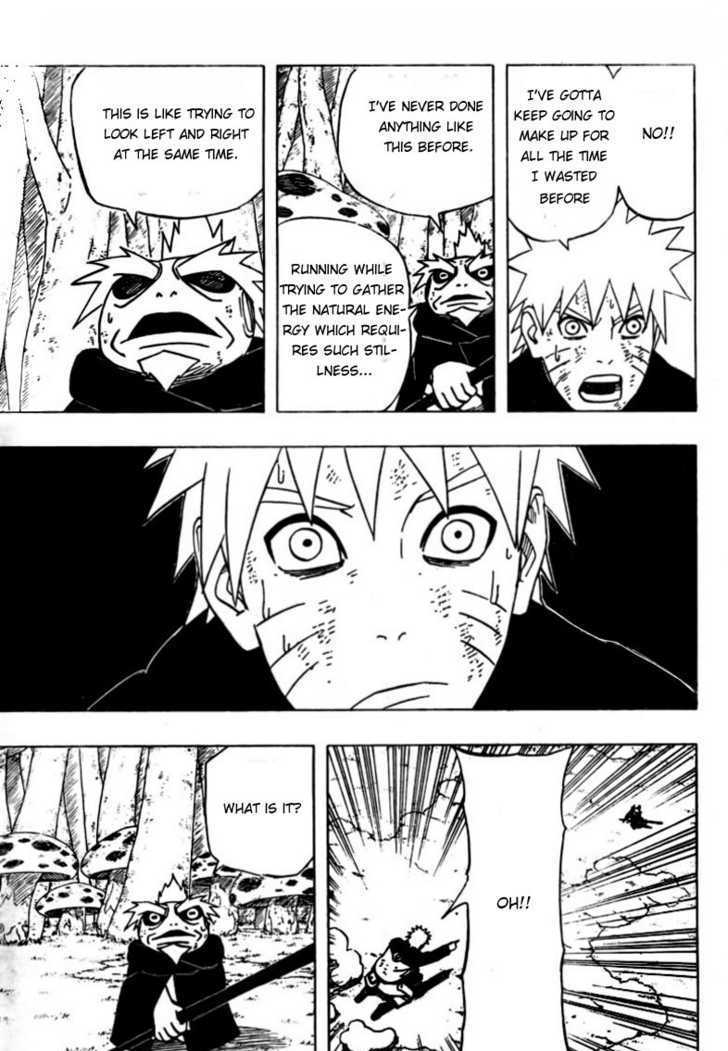 NO!!
I'VE GOTTA
KEEP GOING TO
MAKE UP FOR
ALL THE TIME
I WASTED
BEFORE
I'VE NEVER DONE
ANYTHING LIKE
THIS BEFORE.
RUNNING WHILE
TRYING TO GATHER
THE NATURAL ENE-
RGY WHICH REQUI-
RES SUCH STIL-
LNESS...
THIS IS LIKE TRYING TO
LOOK LEFT AND RIGHT
AT THE SAME TIME.
OH!!
WHAT IS IT?